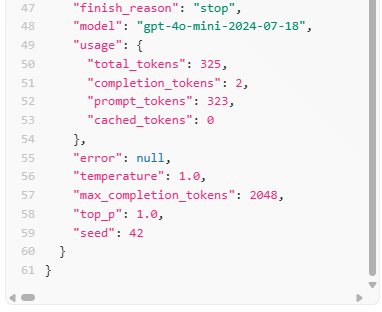 47 "finish_reason": "stop",
48 "model": "gpt-4o-mini-2024-07-18",
49 "usage": {
50 "total_tokens": 325,
51 "completion_tokens": 2,
52 "prompt_tokens": 323,
53 "cached_tokens": 0
54 },
55 "error": null,
56 "temperature": 1.0,
57 "max_completion_tokens": 2048,
58 "top_p": 1.0,
59 "seed": 42
60 }
61 }